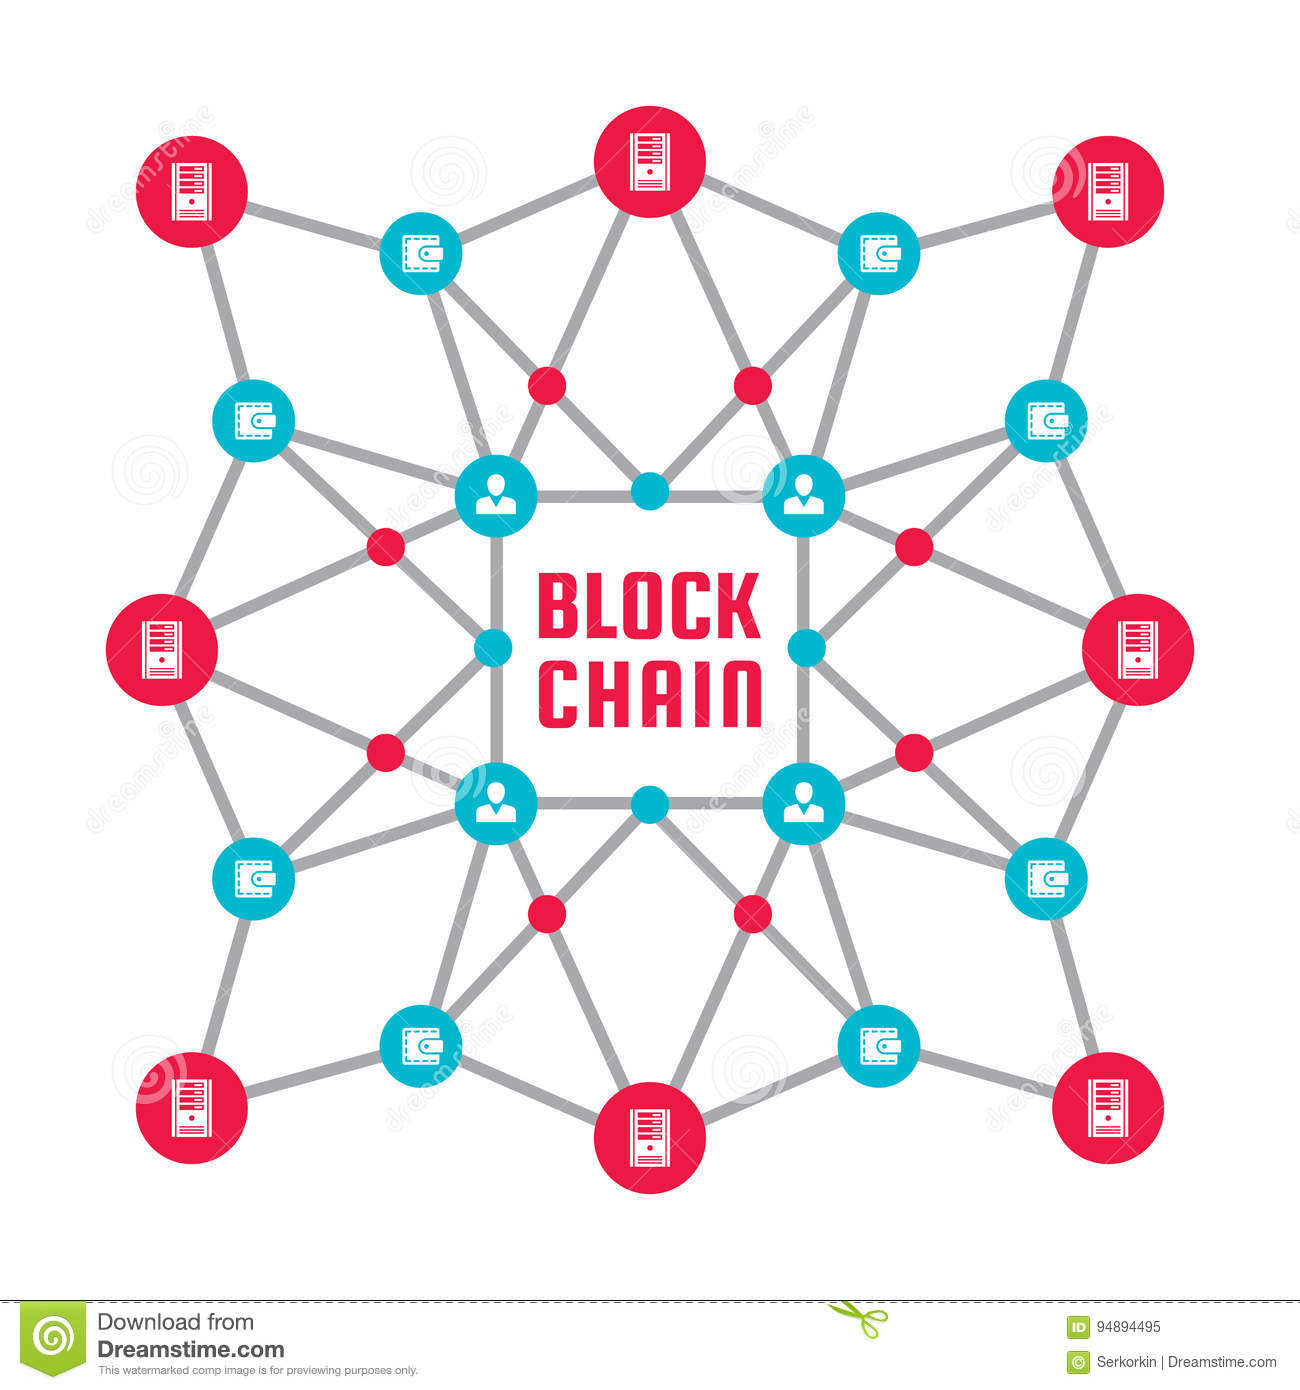 BLOCK
CHAIN
Download from
Dreamstime.com
This watermarked comp image is for previewing purposes only.
ID 94894495
© Serkorkin | Dreamstime.com